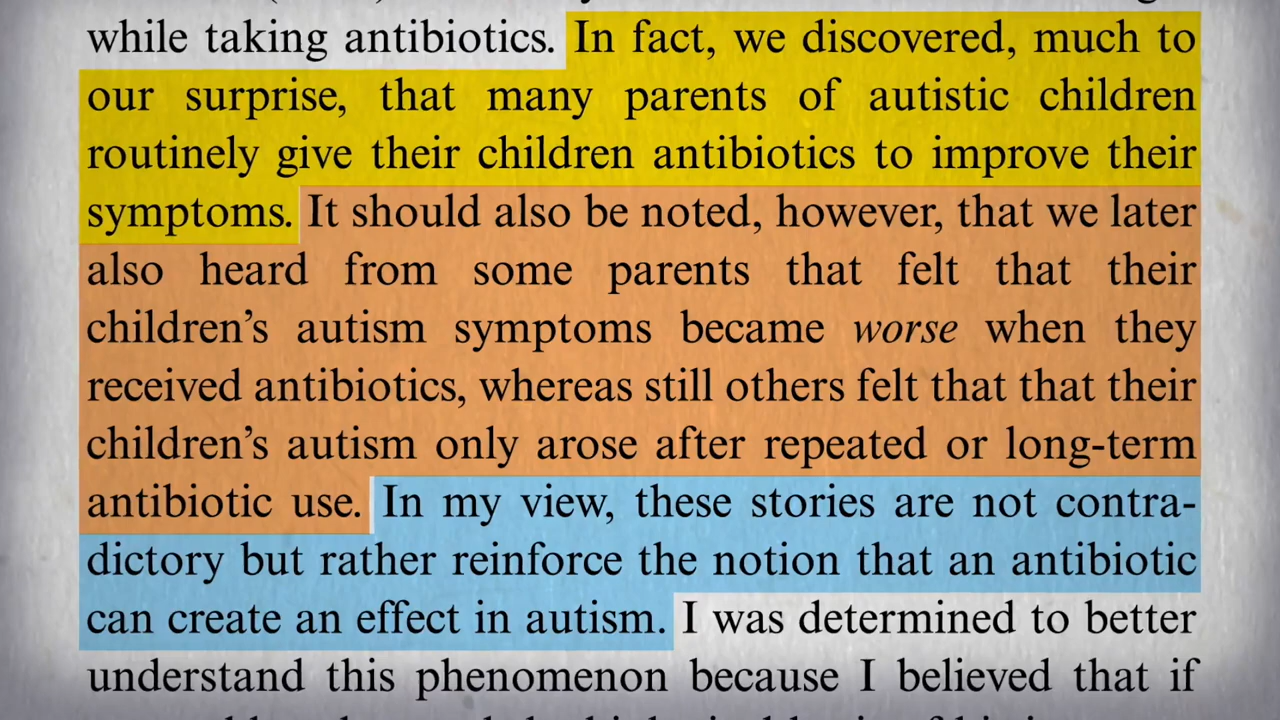 while taking antibiotics. In fact, we discovered, much to
our surprise, that many parents of autistic children
routinely give their children antibiotics to improve their
symptoms. It should also be noted, however, that we later
also heard from some parents that felt that their
children’s autism symptoms became worse when they
received antibiotics, whereas still others felt that that their
children’s autism only arose after repeated or long-term
antibiotic use. In my view, these stories are not contra-
dictory but rather reinforce the notion that an antibiotic
can create an effect in autism. I was determined to better
understand this phenomenon because I believed that if